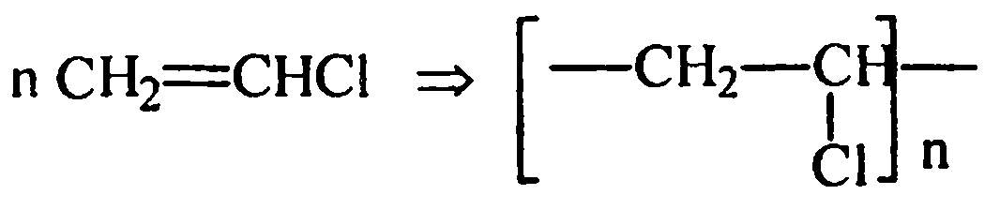 n CH₂=CHCl ⇒ [—CH₂—CH—]n
Cl